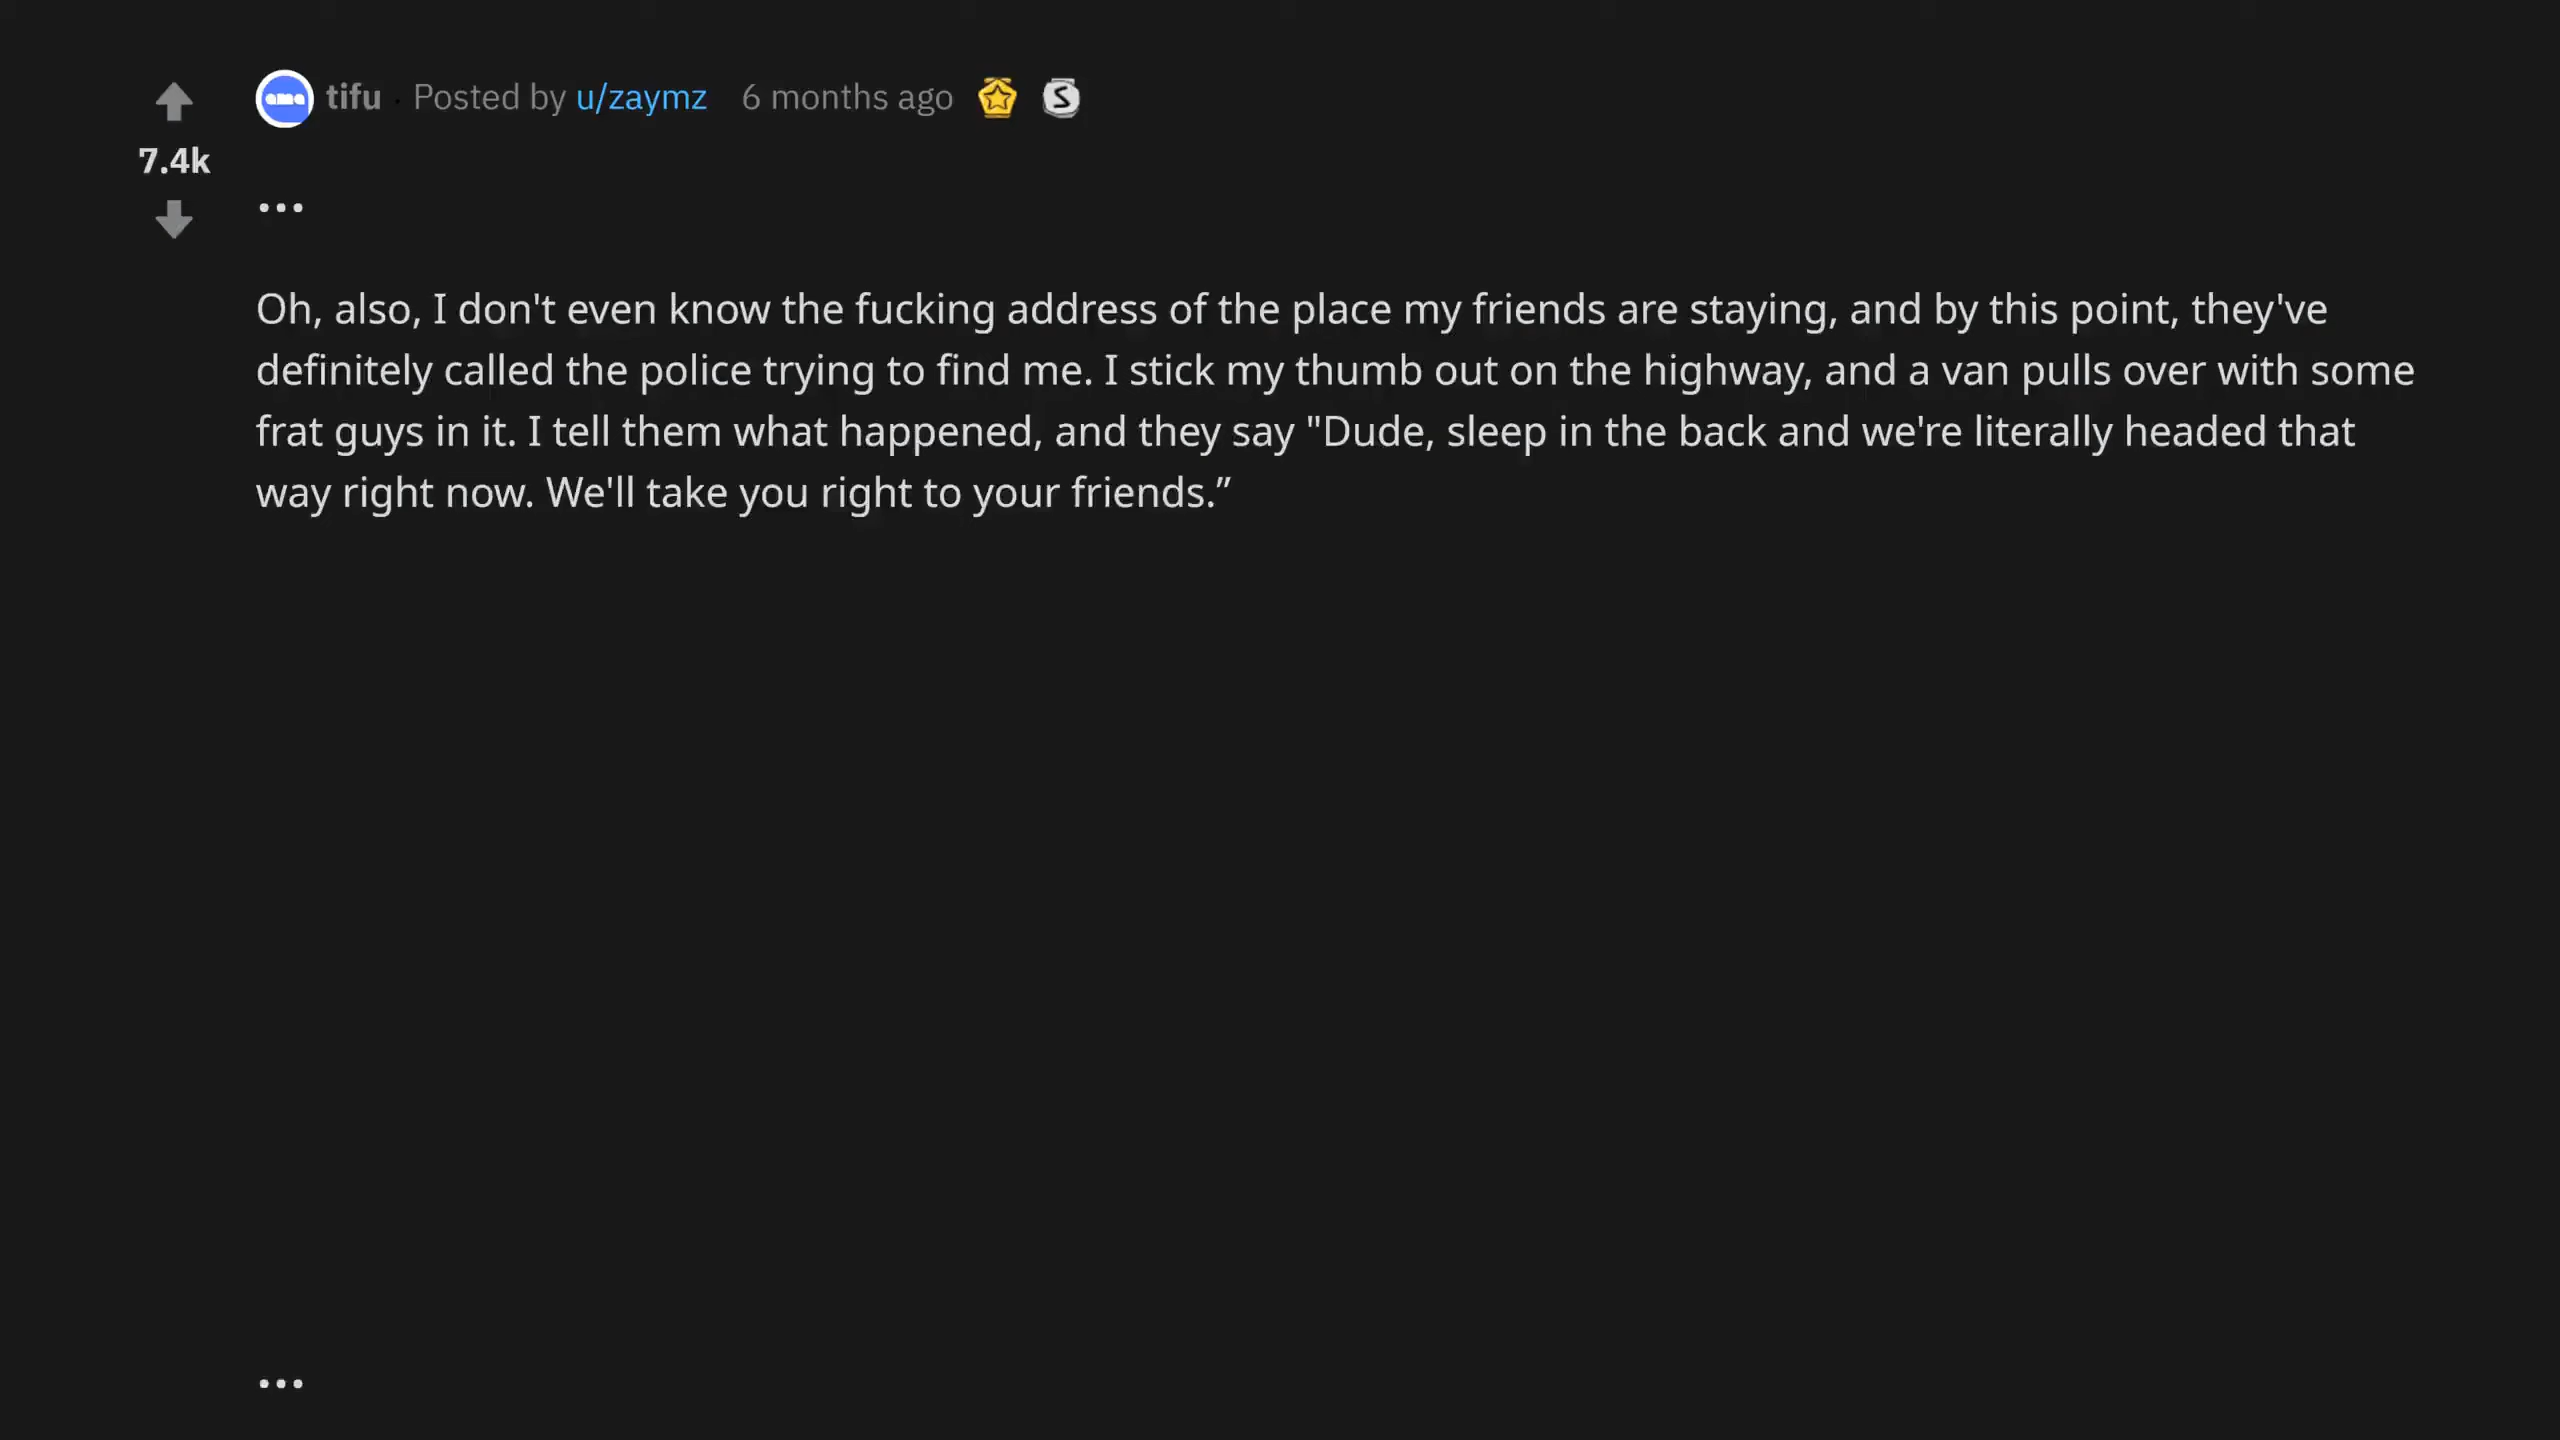 tifu · Posted by u/zaymz 6 months ago
7.4k
...
Oh, also, I don't even know the fucking address of the place my friends are staying, and by this point, they've
definitely called the police trying to find me. I stick my thumb out on the highway, and a van pulls over with some
frat guys in it. I tell them what happened, and they say "Dude, sleep in the back and we're literally headed that
way right now. We'll take you right to your friends.”
...